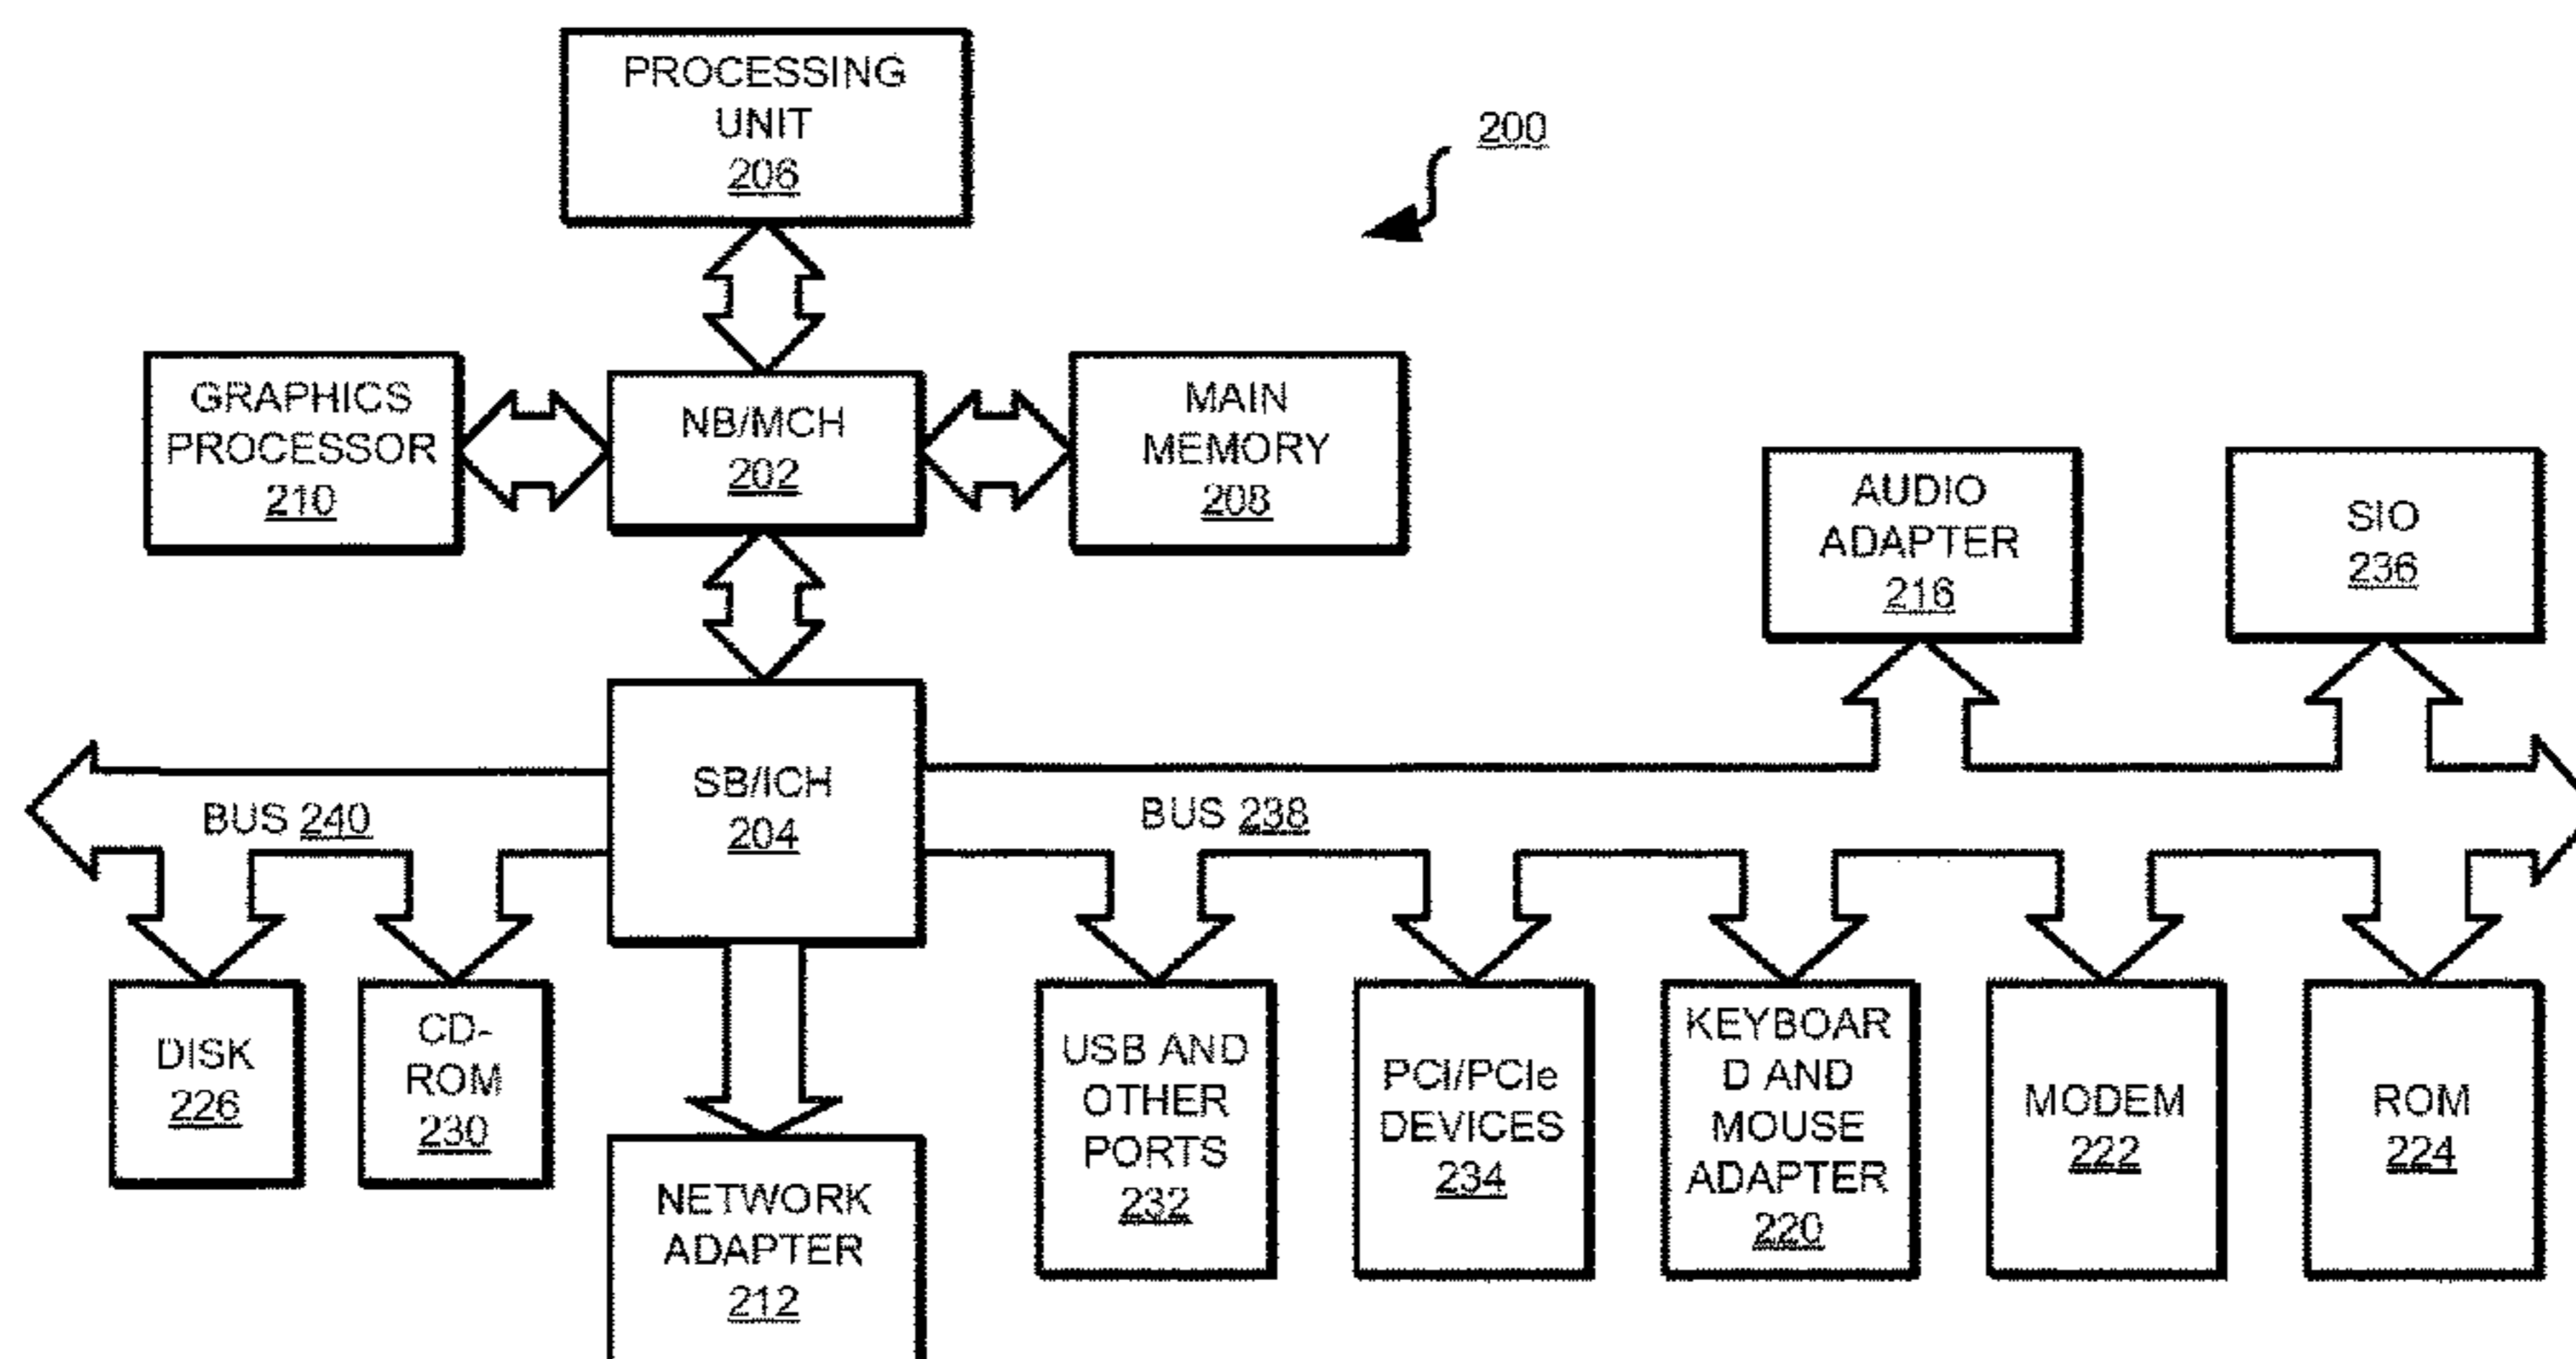 PROCESSING
UNIT
206
200
GRAPHICS
PROCESSOR
210
NB/MCH
202
MAIN
MEMORY
208
AUDIO
ADAPTER
216
SIO
236
SB/ICH
204
BUS 240
BUS 238
DISK
226
CD-
ROM
230
NETWORK
ADAPTER
212
USB AND
OTHER
PORTS
232
PCI/PCIe
DEVICES
234
KEYBOAR
D AND
MOUSE
ADAPTER
220
MODEM
222
ROM
224